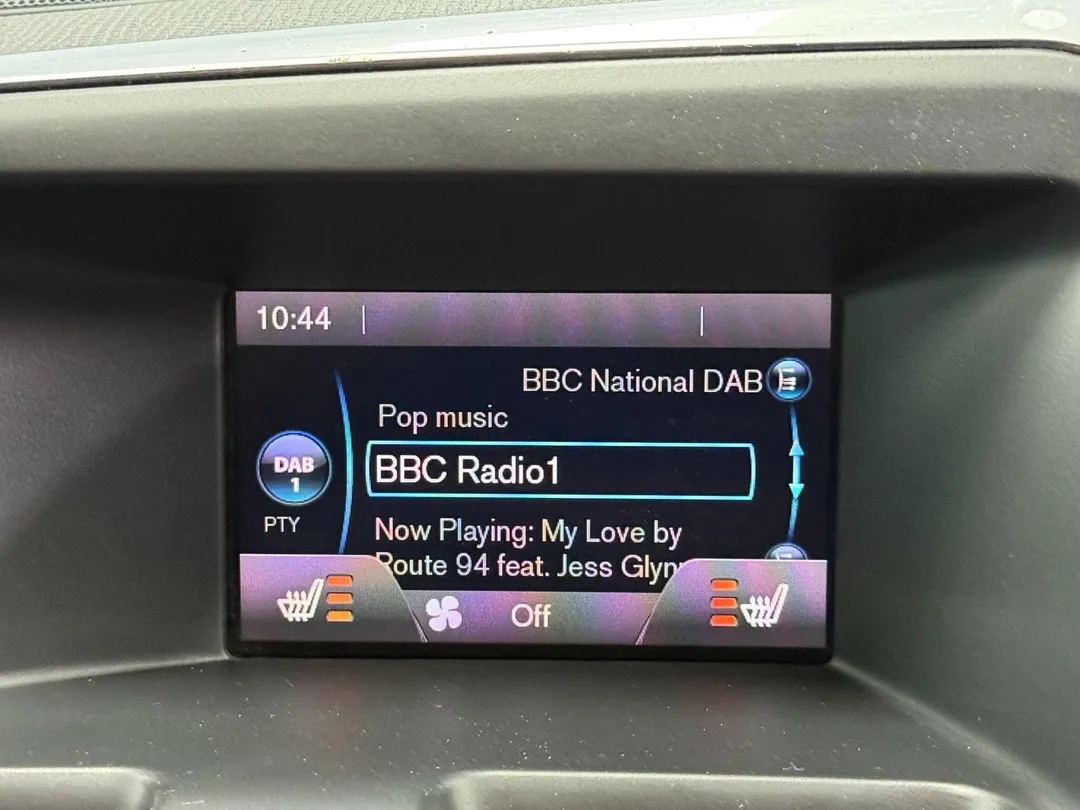 10:44
BBC National DAB
Pop music
DAB
1
BBC Radio1
PTY
Now Playing: My Love by
Route 94 feat. Jess Glyn
Off